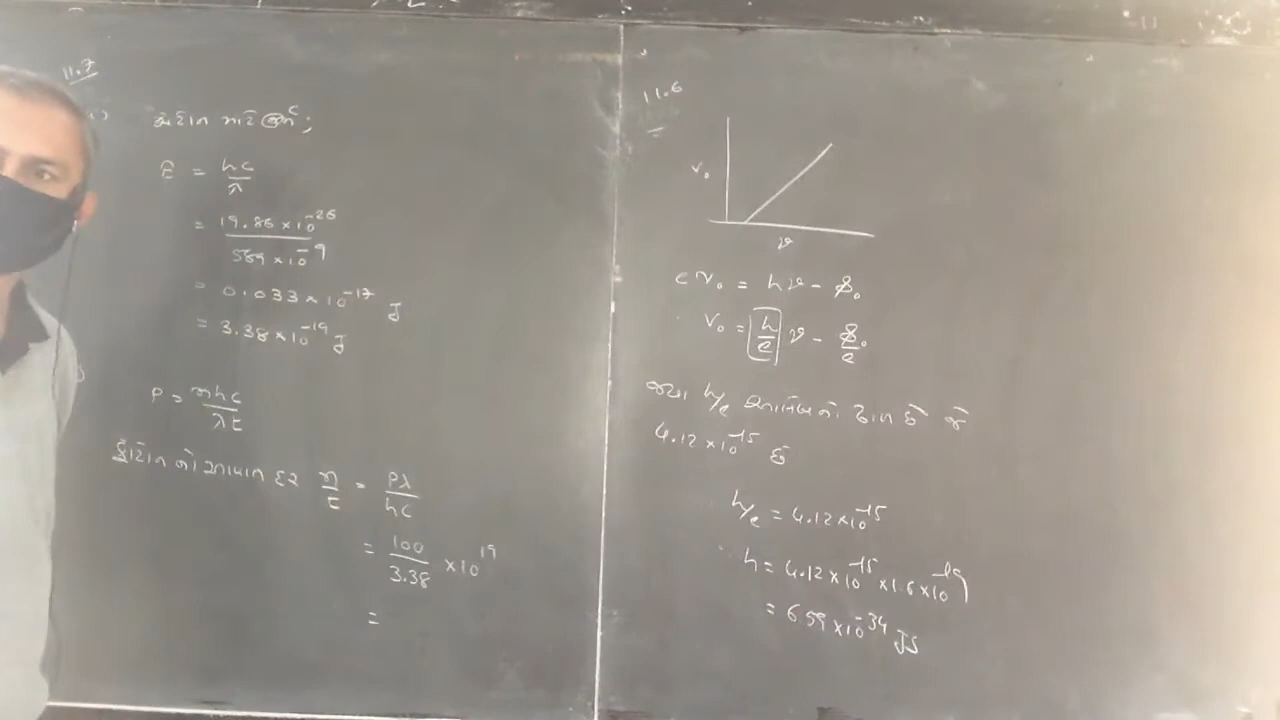 11.7
માટે
E = hc/λ
= 19.86 × 10^-26 / 589 × 10^-9
= 0.033 × 10^-17 J
= 3.38 × 10^-19 J
P = nhc/λt
નો આપાત દર n/t = Pλ/hc
= 100/3.38 × 10^19
=
11.6
V₀
ν
eV₀ = hν - ϕ₀
V₀ = h/e ν - ϕ₀/e
h/e આલેખનો ઢાળ છે જે
4.12 × 10^-15 છે
h/e = 4.12 × 10^-15
∴ h = 4.12 × 10^-15 × 1.6 × 10^-19
= 6.59 × 10^-34 JS